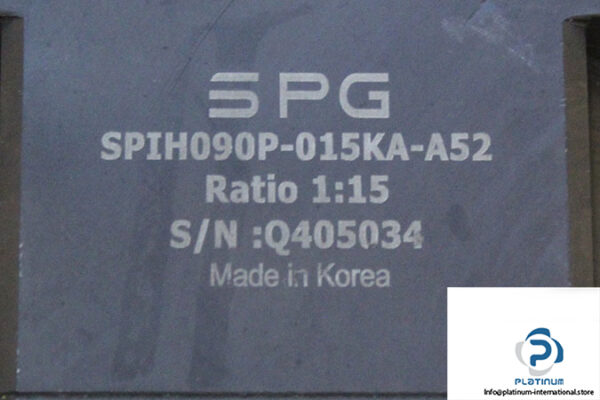 SPG
SPIH090P-015KA-A52
Ratio 1:15
S/N :Q405034
Made in Korea
PLATINUM
Info@platinum-international.store